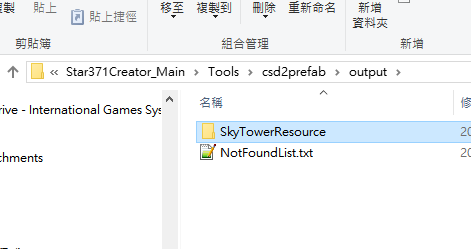 貼上
貼上捷徑
移至
複製到
刪除
重新命名
新增
資料夾
剪貼簿
組合管理
新增
« Star371Creator_Main › Tools › csd2prefab › output ›
名稱
rive - International Games Sys
SkyTowerResource
20
NotFoundList.txt
20
chments